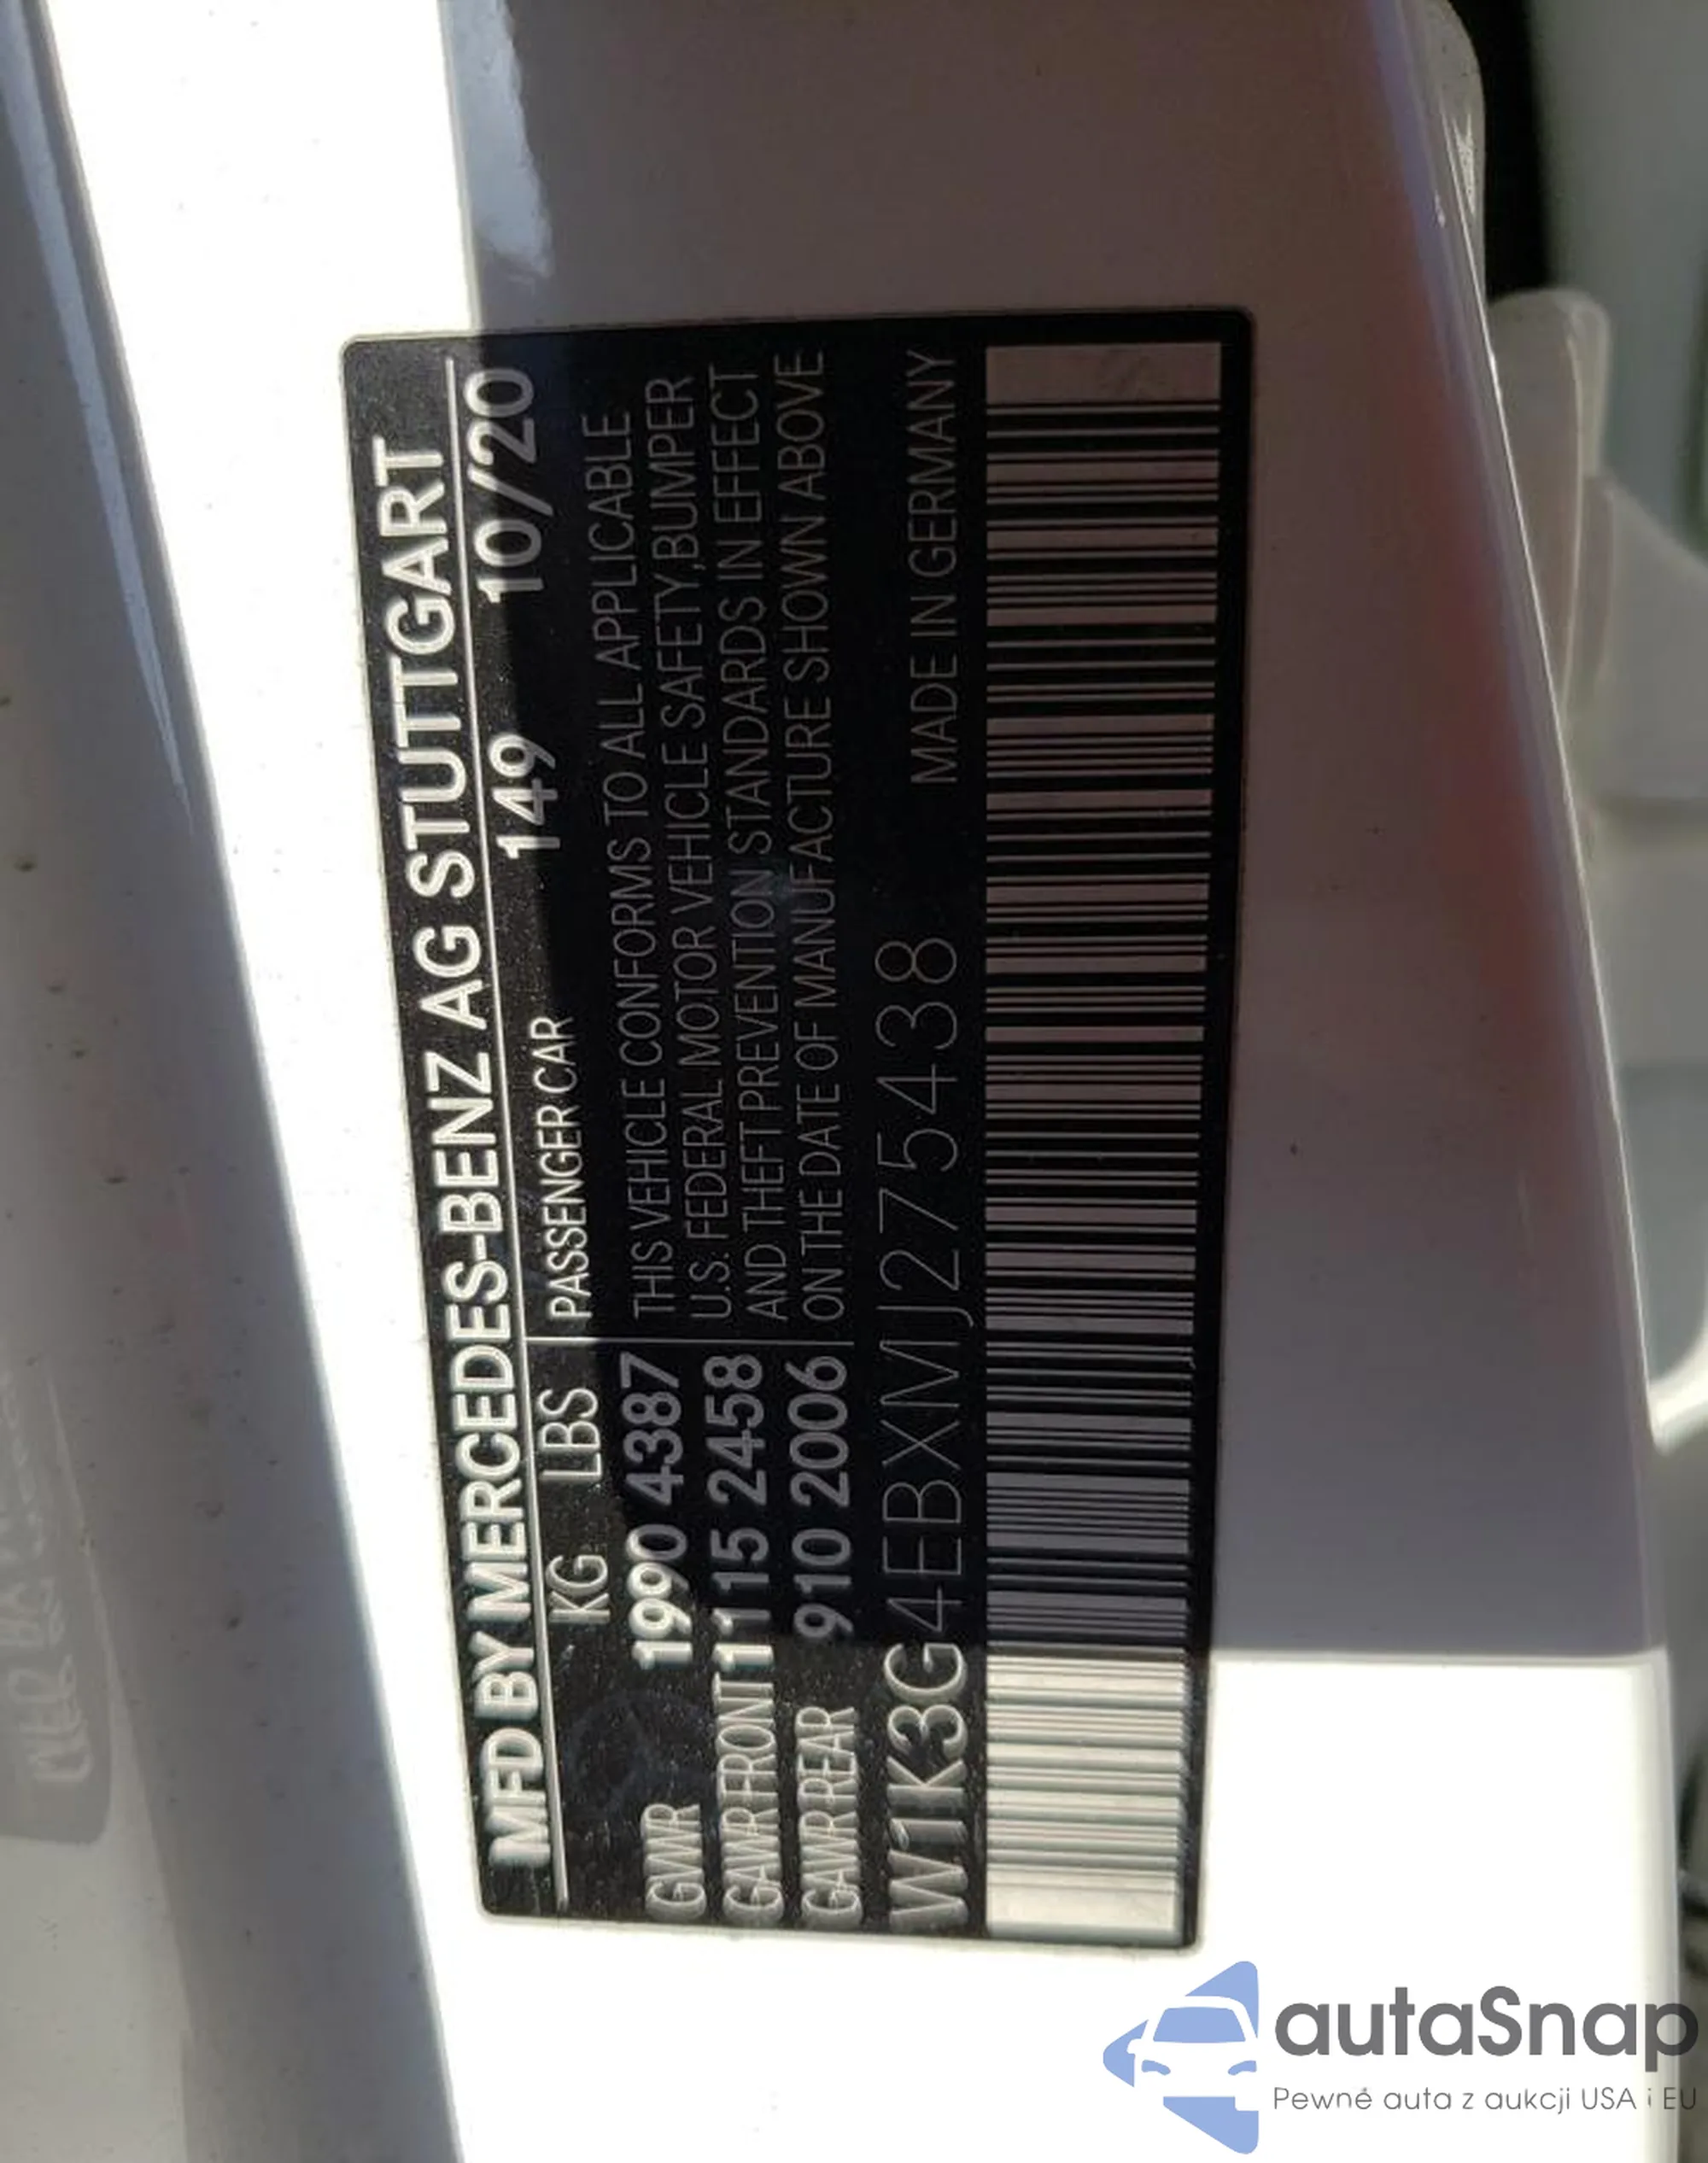 MFD BY MERCEDES-BENZ AG STUTTGART
KG LBS PASSENGER CAR 149 10/20
GWR 1990 4387 THIS VEHICLE CONFORMS TO ALL APPLICABLE
GAWR FRONT 1115 2458 U.S. FEDERAL MOTOR VEHICLE SAFETY,BUMPER
GAWR REAR 910 2006 AND THEFT PREVENTION STANDARDS IN EFFECT
ON THE DATE OF MANUFACTURE SHOWN ABOVE
W1K3G4EBXMJ275438 MADE IN GERMANY
autaSnap
Pewne auta z aukcji USA i EU